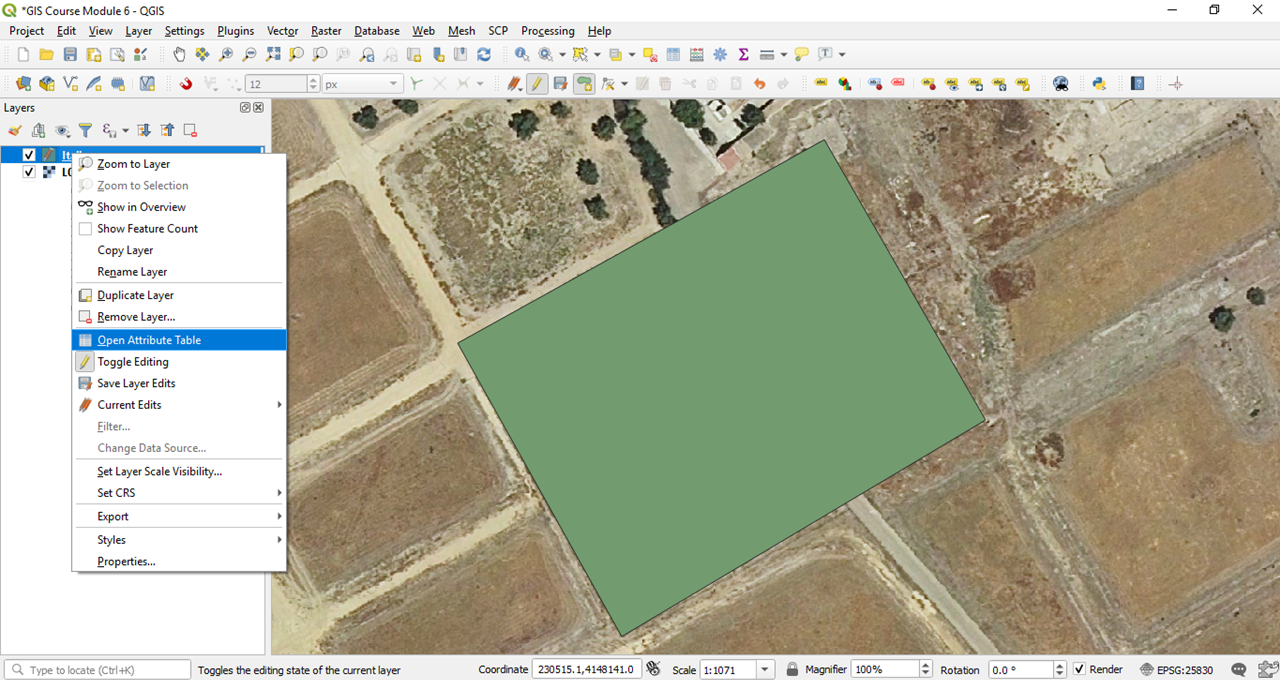 *GIS Course Module 6 - QGIS
Project Edit View Layer Settings Plugins Vector Raster Database Web Mesh SCP Processing Help
12 px
Layers
Zoom to Layer
Zoom to Selection
Show in Overview
Show Feature Count
Copy Layer
Rename Layer
Duplicate Layer
Remove Layer...
Open Attribute Table
Toggle Editing
Save Layer Edits
Current Edits
Filter...
Change Data Source...
Set Layer Scale Visibility...
Set CRS
Export
Styles
Properties...
Type to locate (Ctrl+K) Toggles the editing state of the current layer Coordinate 230515.1,4148141.0 Scale 1:1071 Magnifier 100% Rotation 0.0 ° Render EPSG:25830